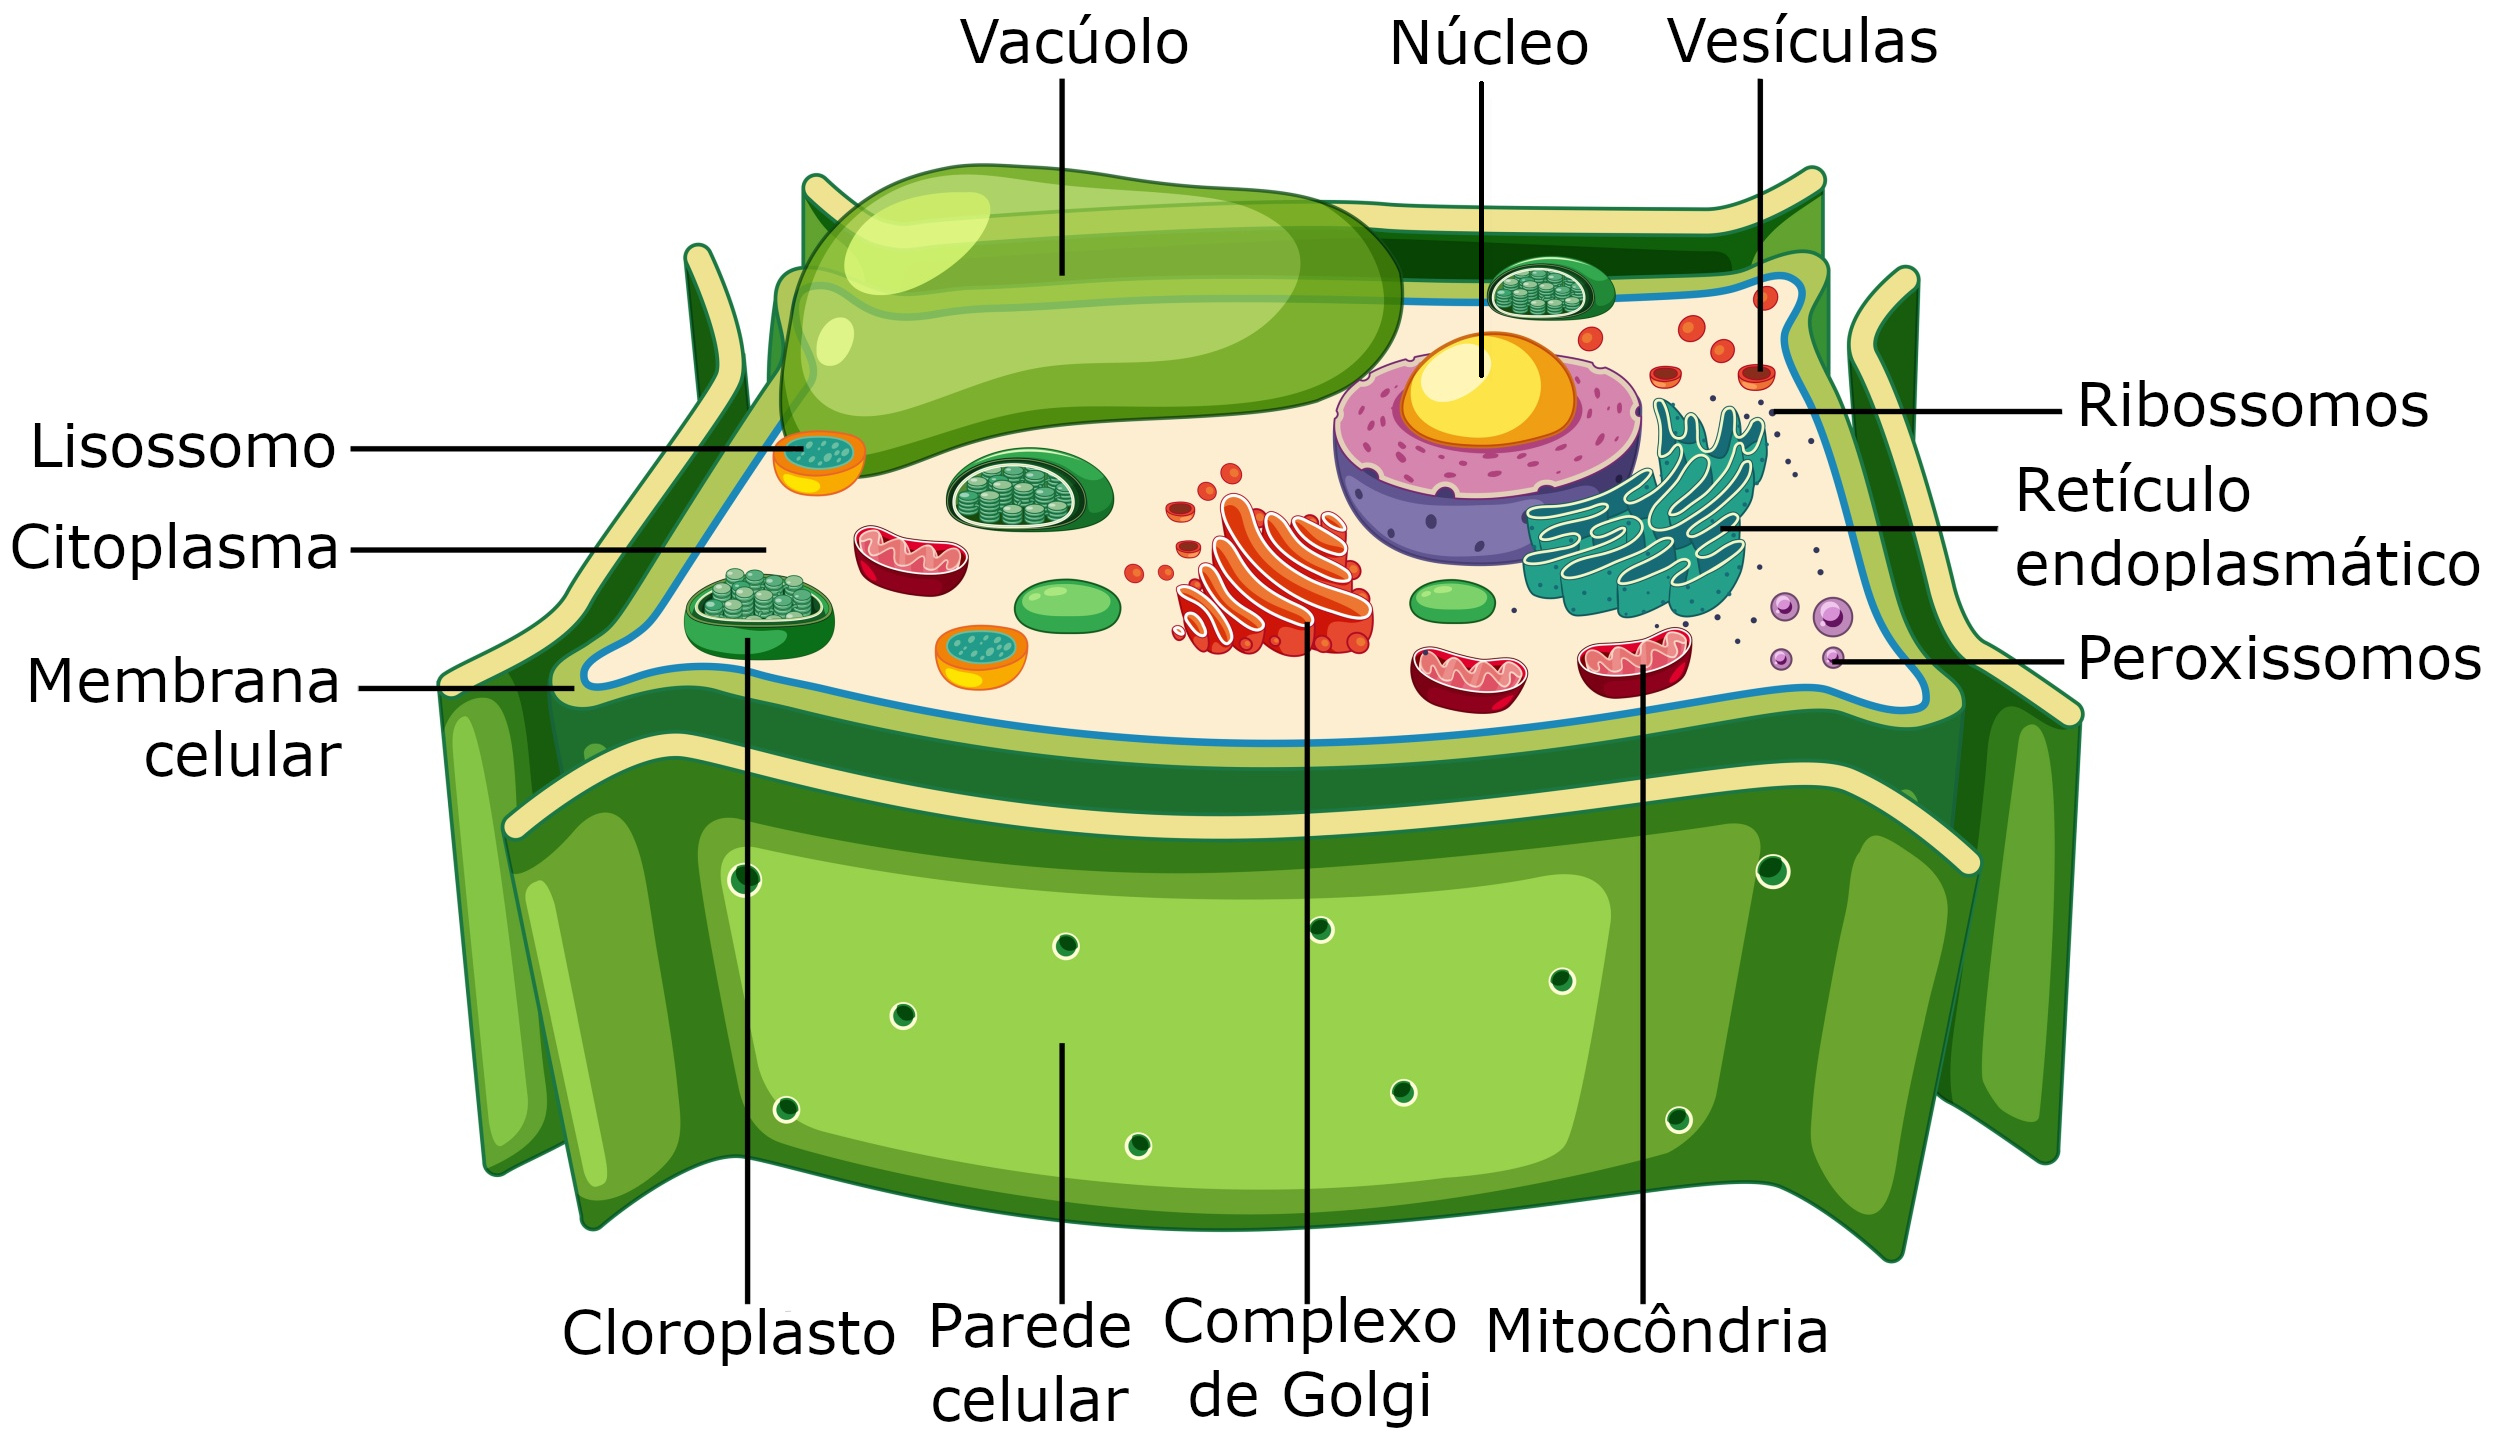 Vacúolo
Núcleo
Vesículas
Lisossomo
Citoplasma
Membrana
celular
Ribossomos
Retículo
endoplasmático
Peroxissomos
Cloroplasto
Parede
celular
Complexo
de Golgi
Mitocôndria